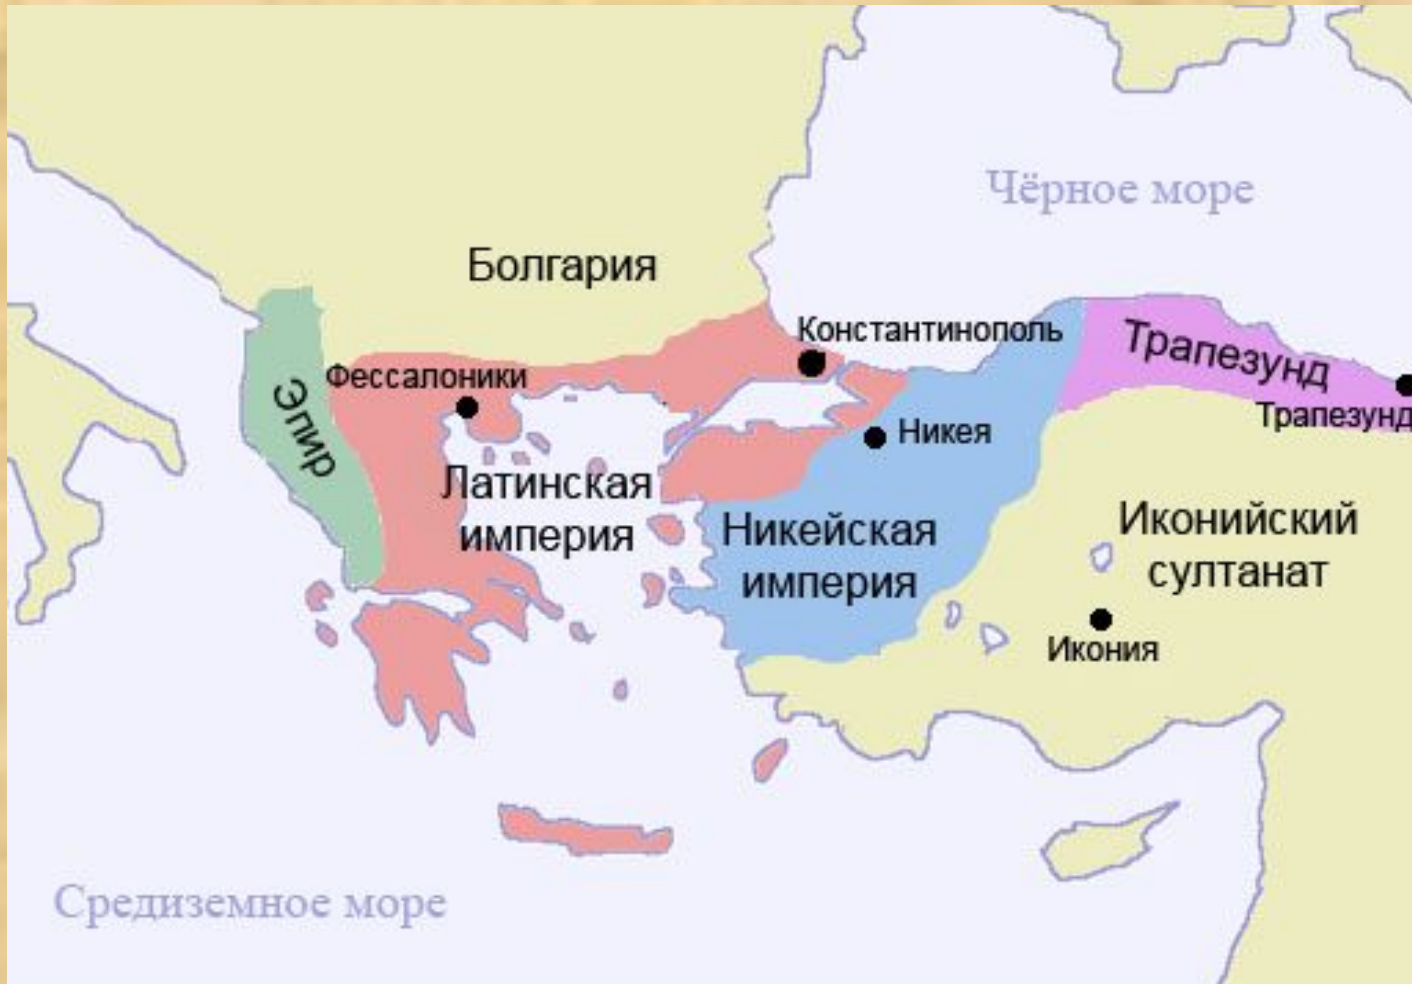 Чёрное море
Болгария
Константинополь
Трапезунд
Фессалоники
Эпир
Трапезунд
Никея
Латинская
империя
Никейская
империя
Иконийский
султанат
Икония
Средиземное море